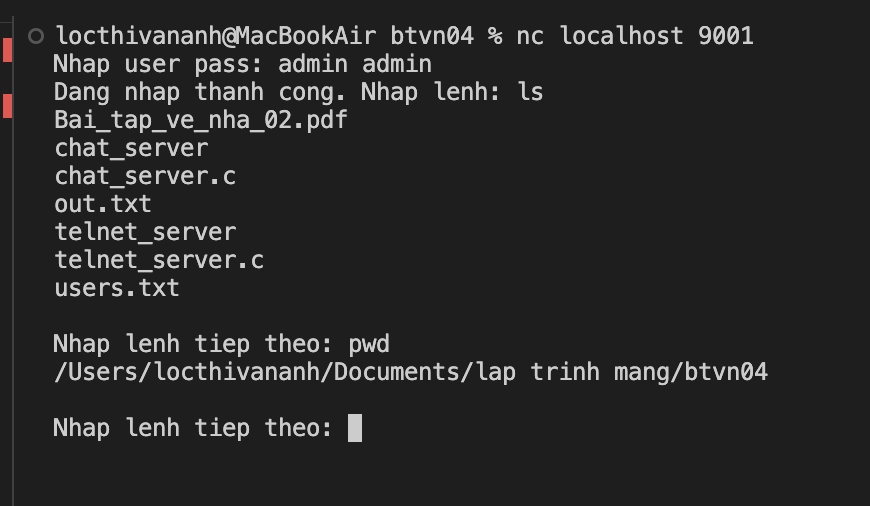 locthivananh@MacBookAir btvn04 % nc localhost 9001
Nhap user pass: admin admin
Dang nhap thanh cong. Nhap lenh: ls
Bai_tap_ve_nha_02.pdf
chat_server
chat_server.c
out.txt
telnet_server
telnet_server.c
users.txt
Nhap lenh tiep theo: pwd
/Users/locthivananh/Documents/lap trinh mang/btvn04
Nhap lenh tiep theo: